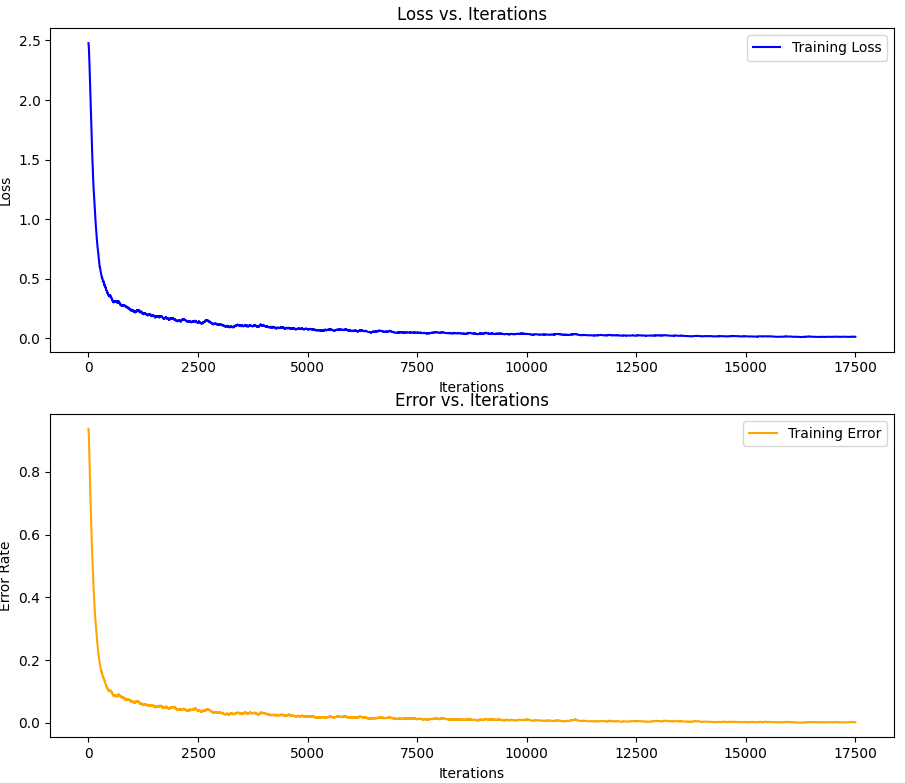 Loss vs. Iterations
2.5
2.0
1.5
1.0
0.5
0.0
Loss
Training Loss
0 2500 5000 7500 10000 12500 15000 17500
Iterations
Error vs. Iterations
0.8
0.6
0.4
0.2
0.0
Error Rate
Training Error
0 2500 5000 7500 10000 12500 15000 17500
Iterations